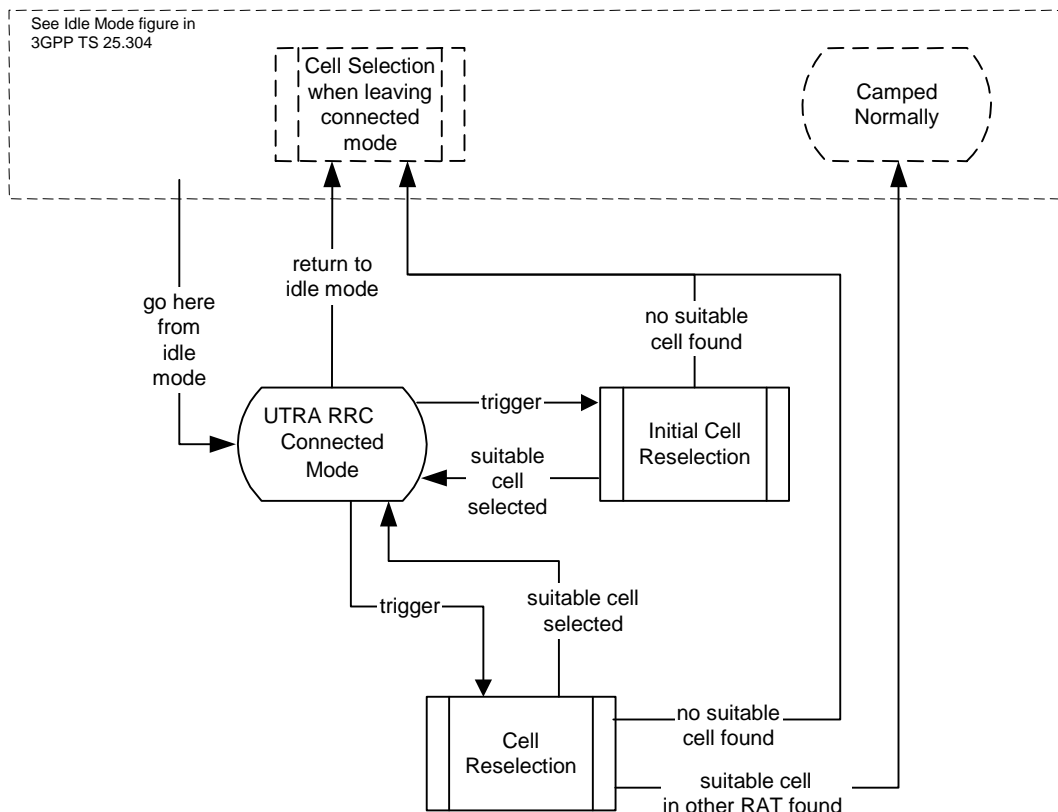 See Idle Mode figure in
3GPP TS 25.304
Cell Selection
when leaving
connected
mode
Camped
Normally
return to
idle mode
go here
from
idle
mode
no suitable
cell found
UTRA RRC
Connected
Mode
trigger
Initial Cell
Reselection
suitable
cell
selected
trigger
suitable cell
selected
Cell
Reselection
no suitable
cell found
suitable cell
in other RAT found